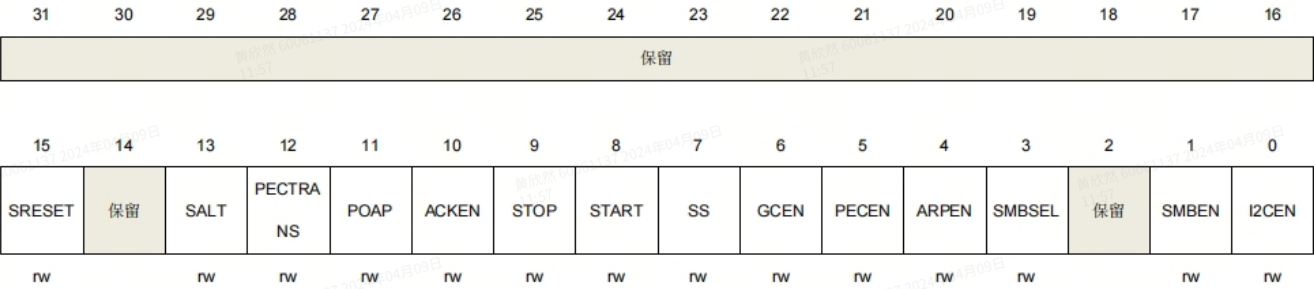 31 30 29 28 27 26 25 24 23 22 21 20 19 18 17 16
保留
15 14 13 12 11 10 9 8 7 6 5 4 3 2 1 0
SRESET 保留 SALT PECTRA NS POAP ACKEN STOP START SS GCEN PECEN ARPEN SMBSEL 保留 SMBEN I2CEN
rw rw rw rw rw rw rw rw rw rw rw rw rw rw